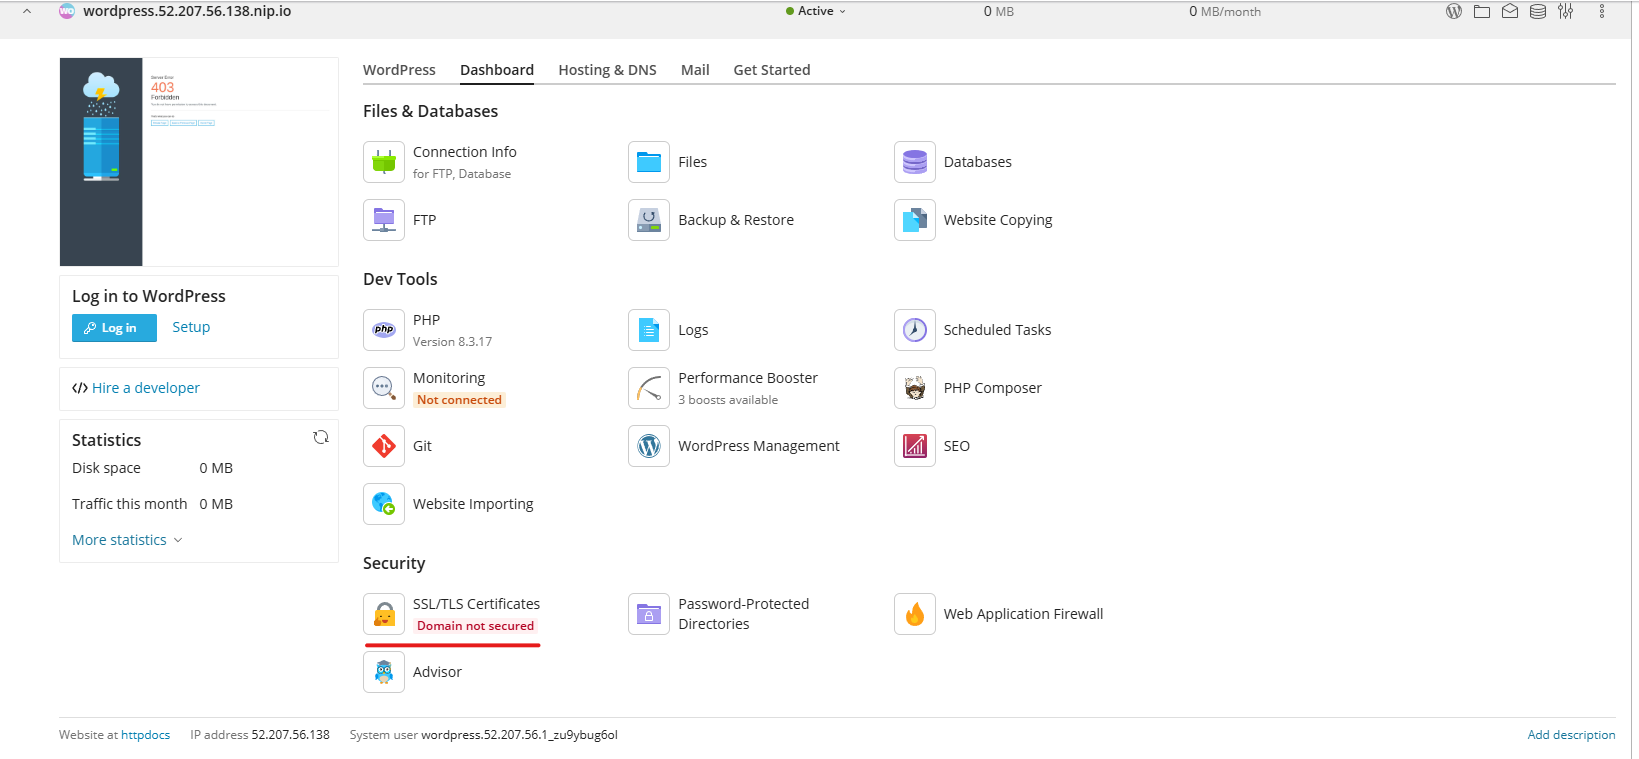 wordpress.52.207.56.138.nip.io
Active
0 MB
0 MB/month
Server Error
403
Forbidden
WordPress
Dashboard
Hosting & DNS
Mail
Get Started
Files & Databases
Connection Info
for FTP, Database
Files
Databases
FTP
Backup & Restore
Website Copying
Log in to WordPress
Log in
Setup
Hire a developer
Statistics
Disk space 0 MB
Traffic this month 0 MB
More statistics
Dev Tools
php
PHP
Version 8.3.17
Logs
Scheduled Tasks
Monitoring
Not connected
Performance Booster
3 boosts available
PHP Composer
Git
WordPress Management
SEO
Website Importing
Security
SSL/TLS Certificates
Domain not secured
Password-Protected
Directories
Web Application Firewall
Advisor
Website at httpdocs
IP address 52.207.56.138
System user wordpress.52.207.56.1_zu9ybug6ol
Add description